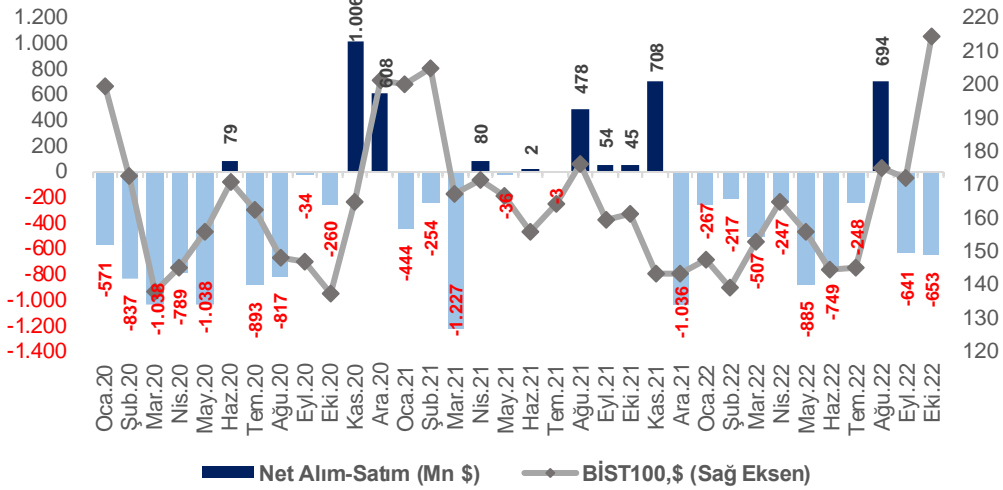 1.200
1.000
800
600
400
200
0
-200
-400
-600
-800
-1.000
-1.200
-1.400
220
210
200
190
180
170
160
150
140
130
120
-571
-837
-1.038
-789
-1.038
79
-893
-817
-34
-260
1.006
608
-444
-254
-1.227
80
-36
2
-3
478
54
45
708
-1.036
-267
-217
-507
-247
-885
-749
-248
694
-641
-653
Oca.20
Şub.20
Mar.20
Nis.20
May.20
Haz.20
Tem.20
Ağu.20
Eyl.20
Eki.20
Kas.20
Ara.20
Oca.21
Şub.21
Mar.21
Nis.21
May.21
Haz.21
Tem.21
Ağu.21
Eyl.21
Eki.21
Kas.21
Ara.21
Oca.22
Şub.22
Mar.22
Nis.22
May.22
Haz.22
Tem.22
Ağu.22
Eyl.22
Eki.22
Net Alım-Satım (Mn $)
BİST100,$ (Sağ Eksen)